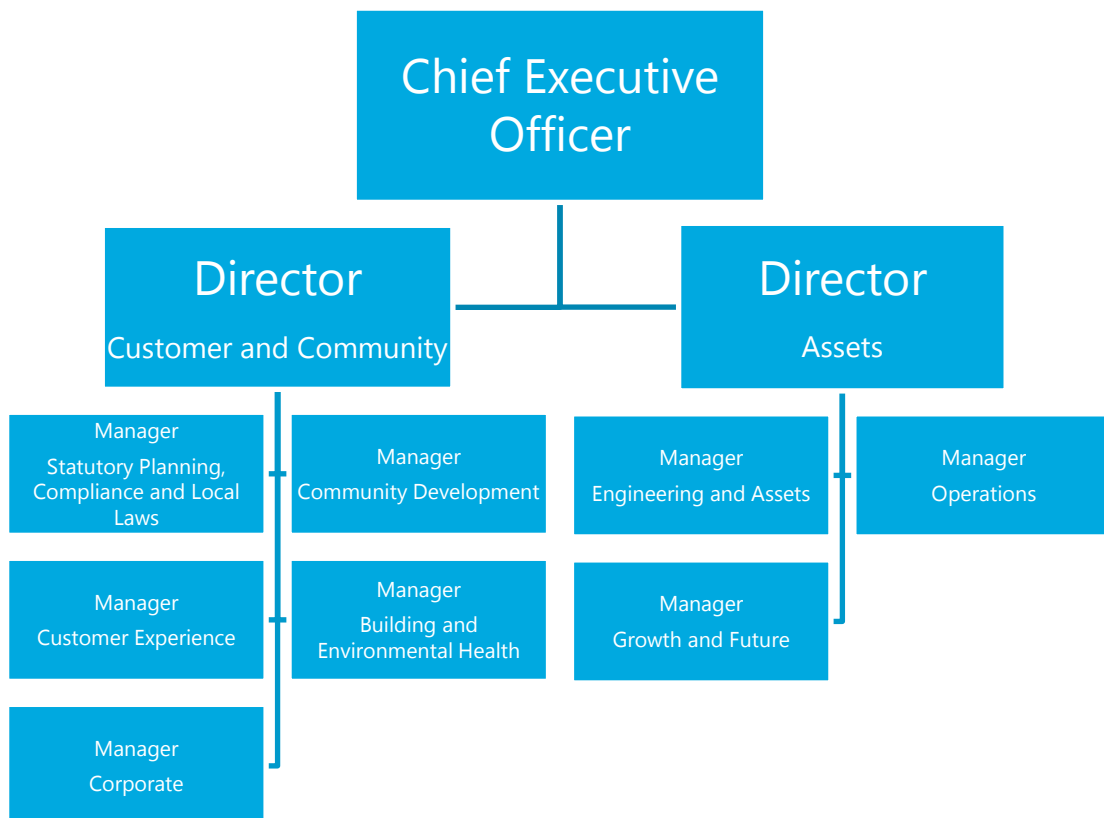 Chief Executive
Officer
Director
Customer and Community
Director
Assets
Manager
Statutory Planning,
Compliance and Local
Laws
Manager
Community Development
Manager
Engineering and Assets
Manager
Operations
Manager
Customer Experience
Manager
Building and
Environmental Health
Manager
Growth and Future
Manager
Corporate